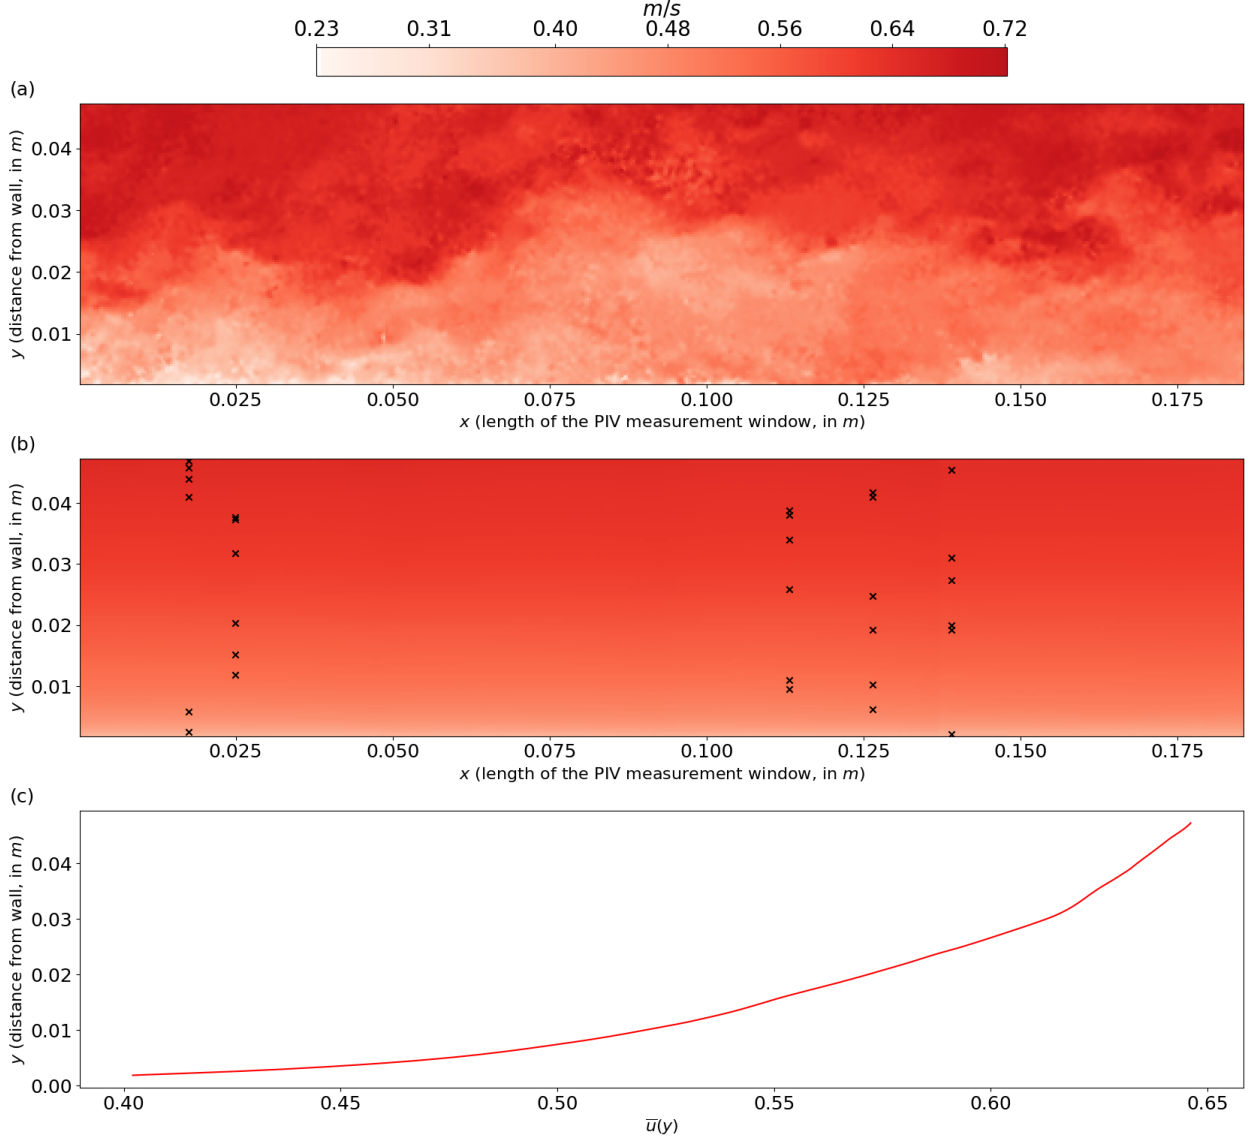 m/s
0.23 0.31 0.40 0.48 0.56 0.64 0.72
(a)
y (distance from wall, in m)
0.04
0.03
0.02
0.01
0.025 0.050 0.075 0.100 0.125 0.150 0.175
x (length of the PIV measurement window, in m)
(b)
y (distance from wall, in m)
0.04
0.03
0.02
0.01
0.025 0.050 0.075 0.100 0.125 0.150 0.175
x (length of the PIV measurement window, in m)
(c)
y (distance from wall, in m)
0.04
0.03
0.02
0.01
0.00
0.40 0.45 0.50 0.55 0.60 0.65
u̅(y)